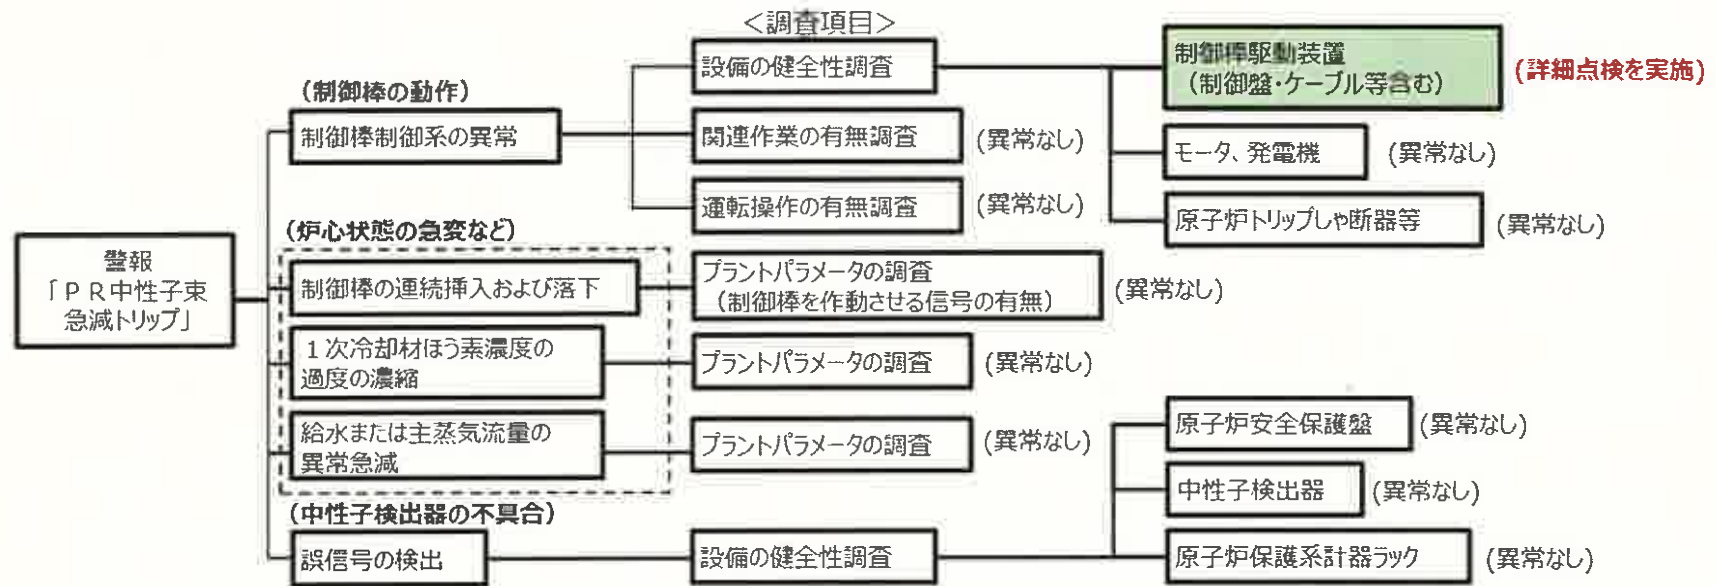 ＜調査項目＞
設備の健全性調査
制御棒駆動装置
（制御盤・ケーブル等含む）
(詳細点検を実施)
(制御棒の動作)
制御棒制御系の異常
関連作業の有無調査
(異常なし)
モータ、発電機
(異常なし)
運転操作の有無調査
(異常なし)
原子炉トリップしゃ断器等
(異常なし)
警報
「ＰＲ中性子束
急減トリップ」
(炉心状態の急変など)
制御棒の連続挿入および落下
プラントパラメータの調査
（制御棒を作動させる信号の有無）
(異常なし)
１次冷却材ほう素濃度の
過度の濃縮
プラントパラメータの調査
(異常なし)
給水または主蒸気流量の
異常急減
プラントパラメータの調査
(異常なし)
原子炉安全保護盤
(異常なし)
中性子検出器
(異常なし)
(中性子検出器の不具合)
誤信号の検出
設備の健全性調査
原子炉保護系計器ラック
(異常なし)